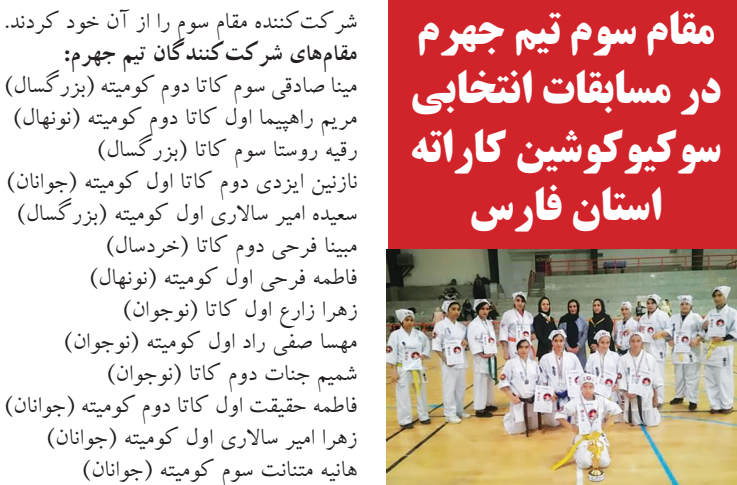 مقام سوم تیم جهرم
در مسابقات انتخابی
سوکیوکوشین کاراته
استان فارس
شرکت‌کننده مقام سوم را از آن خود کردند.
مقام‌های شرکت‌کنندگان تیم جهرم:
مینا صادقی سوم کاتا دوم کومیته (بزرگسال)
مریم راهپیما اول کاتا دوم کومیته (نونهال)
رقیه روستا سوم کاتا (بزرگسال)
نازنین ایزدی دوم کاتا اول کومیته (جوانان)
سعیده امیر سالاری اول کومیته (بزرگسال)
مبینا فرحی دوم کاتا (خردسال)
فاطمه فرحی اول کومیته (نونهال)
زهرا زارع اول کاتا (نوجوان)
مهسا صفی راد اول کومیته (نوجوان)
شمیم جنات دوم کاتا (نوجوان)
فاطمه حقیقت اول کاتا دوم کومیته (جوانان)
زهرا امیر سالاری اول کومیته (جوانان)
هانیه متنانت سوم کومیته (جوانان)